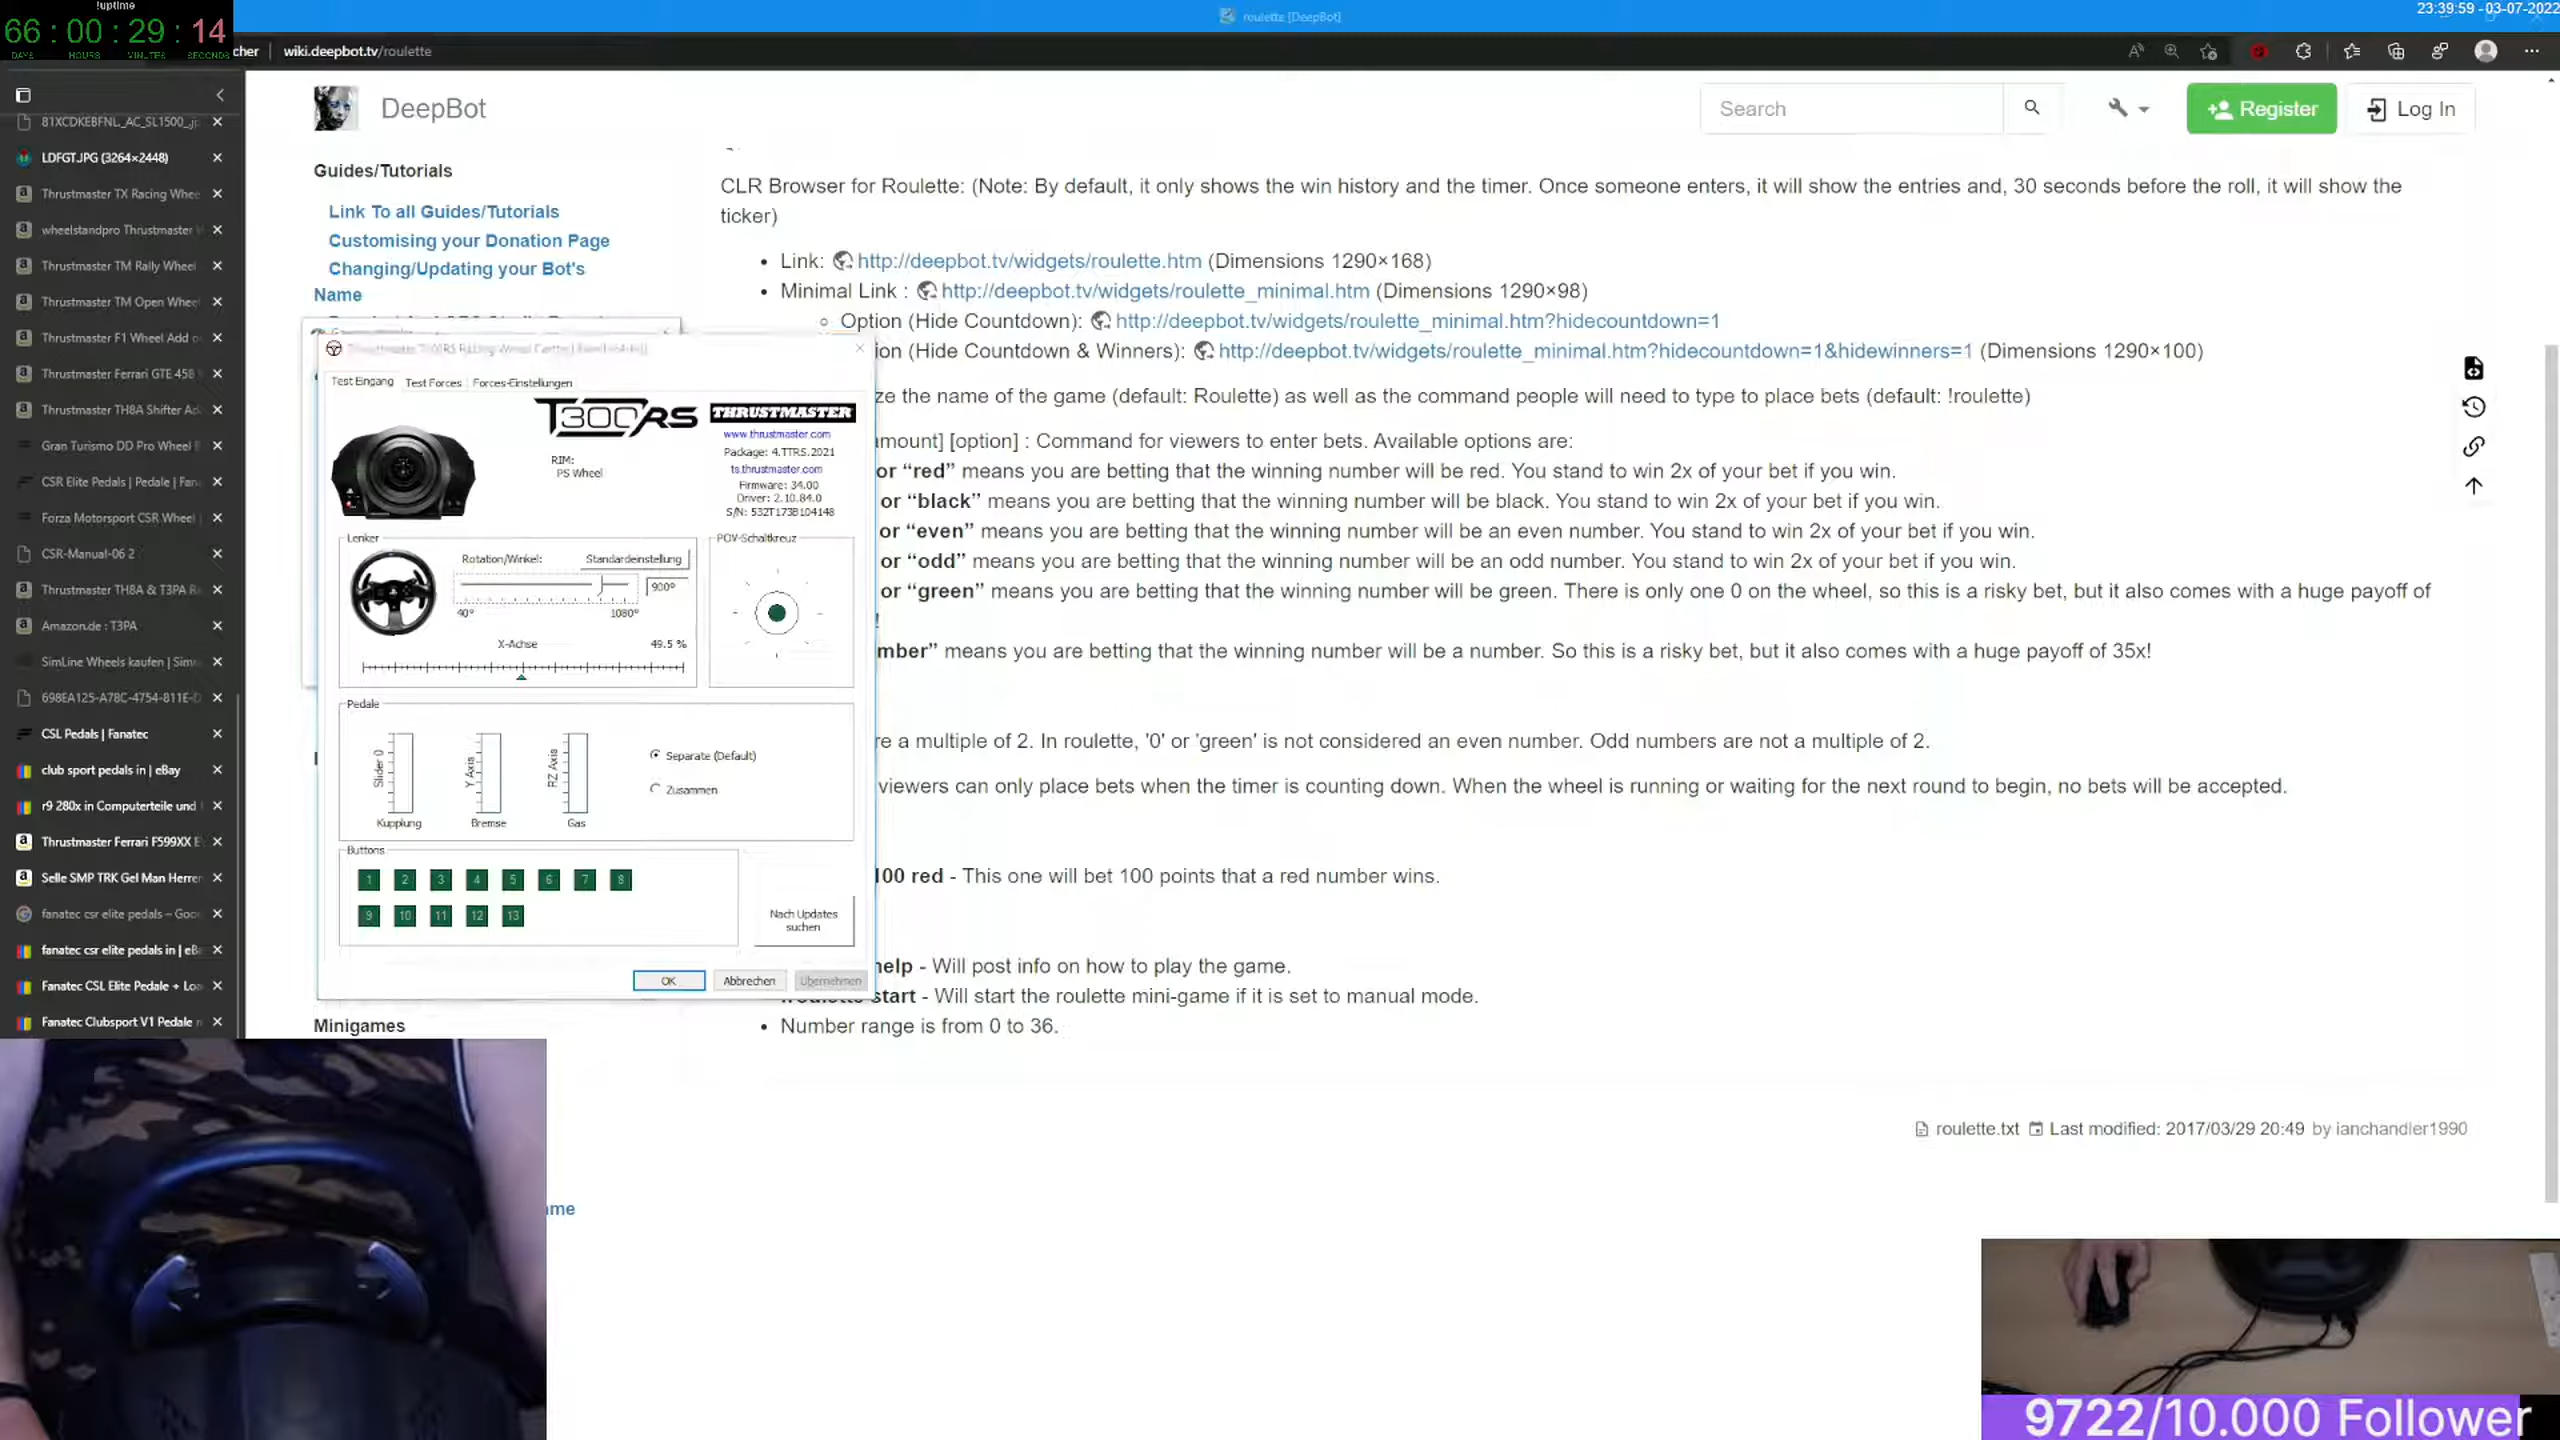 !uptime
66:00:29:14
DAYS HOURS MINUTES SECONDS
roulette [DeepBot]
23:39:59 - 03-07-2022
cher
wiki.deepbot.tv/roulette
81XCDKEBFNL._AC_SL1500_.jp
LDFGT.JPG (3264×2448)
Thrustmaster TX Racing Whee
wheelstandpro Thrustmaster
Thrustmaster TM Rally Wheel
Thrustmaster TM Open Wheel
Thrustmaster F1 Wheel Add o
Thrustmaster Ferrari GTE 458
Thrustmaster TH8A Shifter Ad
Gran Turismo DD Pro Wheel
CSR Elite Pedals | Pedale | Fan
Forza Motorsport CSR Wheel |
CSR-Manual-06 2
Thrustmaster TH8A & T3PA R
Amazon.de : T3PA
SimLine Wheels kaufen | Sim
698EA125-A78C-4754-811E-D
CSL Pedals | Fanatec
club sport pedals in | eBay
r9 280x in Computerteile und
Thrustmaster Ferrari F599XX E
Selle SMP TRK Gel Man Herren
fanatec csr elite pedals – Goo
fanatec csr elite pedals in | eB
Fanatec CSL Elite Pedale + Loa
Fanatec Clubsport V1 Pedale
DeepBot
Search
Register
Log In
Guides/Tutorials
Link To all Guides/Tutorials
Customising your Donation Page
Changing/Updating your Bot's
Name
Minigames
ame
CLR Browser for Roulette: (Note: By default, it only shows the win history and the timer. Once someone enters, it will show the entries and, 30 seconds before the roll, it will show the
ticker)
• Link: http://deepbot.tv/widgets/roulette.htm (Dimensions 1290×168)
• Minimal Link : http://deepbot.tv/widgets/roulette_minimal.htm (Dimensions 1290×98)
Option (Hide Countdown): http://deepbot.tv/widgets/roulette_minimal.htm?hidecountdown=1
ion (Hide Countdown & Winners): http://deepbot.tv/widgets/roulette_minimal.htm?hidecountdown=1&hidewinners=1 (Dimensions 1290×100)
ze the name of the game (default: Roulette) as well as the command people will need to type to place bets (default: !roulette)
amount] [option] : Command for viewers to enter bets. Available options are:
or “red” means you are betting that the winning number will be red. You stand to win 2x of your bet if you win.
or “black” means you are betting that the winning number will be black. You stand to win 2x of your bet if you win.
or “even” means you are betting that the winning number will be an even number. You stand to win 2x of your bet if you win.
or “odd” means you are betting that the winning number will be an odd number. You stand to win 2x of your bet if you win.
or “green” means you are betting that the winning number will be green. There is only one 0 on the wheel, so this is a risky bet, but it also comes with a huge payoff of
!
mber” means you are betting that the winning number will be a number. So this is a risky bet, but it also comes with a huge payoff of 35x!
re a multiple of 2. In roulette, '0' or 'green' is not considered an even number. Odd numbers are not a multiple of 2.
viewers can only place bets when the timer is counting down. When the wheel is running or waiting for the next round to begin, no bets will be accepted.
100 red - This one will bet 100 points that a red number wins.
help - Will post info on how to play the game.
start - Will start the roulette mini-game if it is set to manual mode.
• Number range is from 0 to 36.
roulette.txt Last modified: 2017/03/29 20:49 by ianchandler1990
Test Eingang
Test Forces
Forces-Einstellungen
T300RS
THRUSTMASTER
www.thrustmaster.com
Package: 4.TTRS.2021
ts.thrustmaster.com
Firmware: 34.00
Driver: 2.10.84.0
S/N: 532T173B104148
RIM:
PS Wheel
Lenker
Rotation/Winkel:
Standardeinstellung
900°
40°
1080°
X-Achse
49.5 %
POV-Schaltkreuz
Pedale
Slider 0
Y Axis
RZ Axis
Kupplung
Bremse
Gas
Separate (Default)
Zusammen
Buttons
1 2 3 4 5 6 7 8
9 10 11 12 13
Nach Updates
suchen
OK
Abbrechen
Übernehmen
9722/10.000 Follower